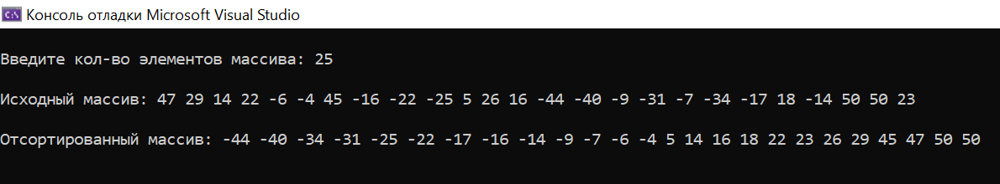 Консоль отладки Microsoft Visual Studio
Введите кол-во элементов массива: 25
Исходный массив: 47 29 14 22 -6 -4 45 -16 -22 -25 5 26 16 -44 -40 -9 -31 -7 -34 -17 18 -14 50 50 23
Отсортированный массив: -44 -40 -34 -31 -25 -22 -17 -16 -14 -9 -7 -6 -4 5 14 16 18 22 23 26 29 45 47 50 50